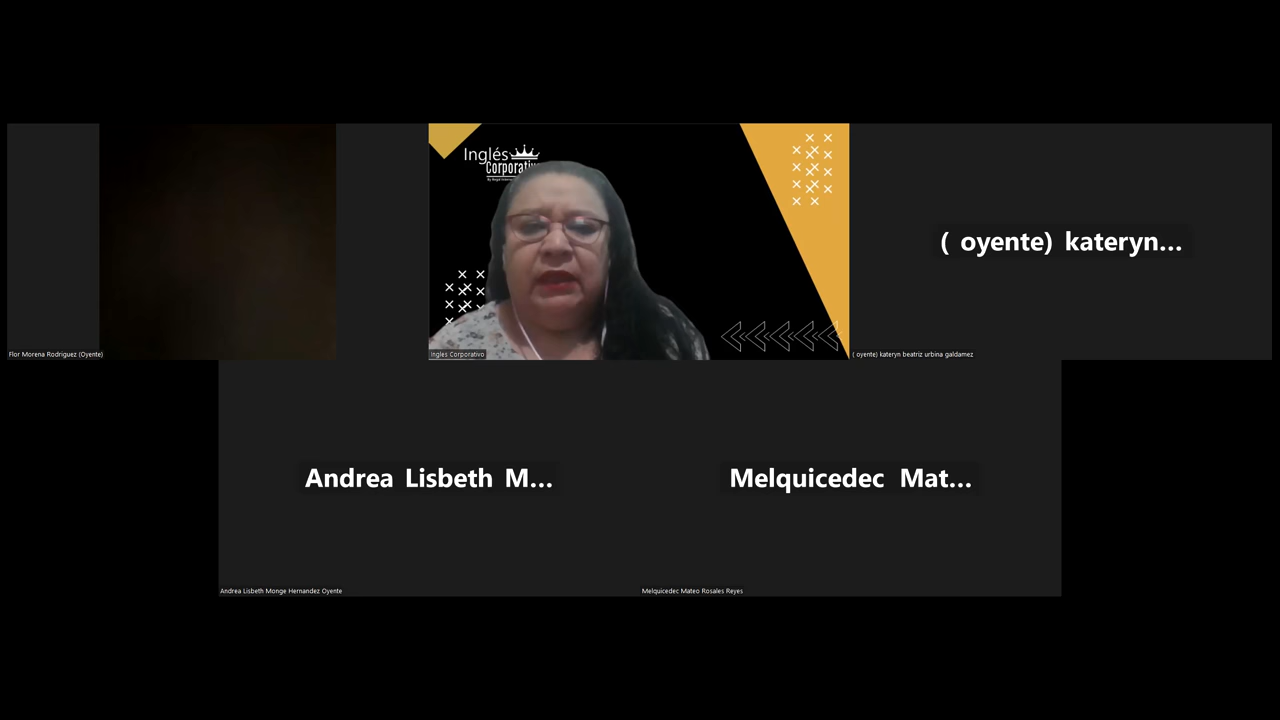 Inglés
Corporativo
( oyente) kateryn...
Flor Morena Rodriguez (Oyente)
Ingles Corporativo
( oyente) kateryn beatriz urbina galdamez
Andrea Lisbeth M...
Melquicedec Mat...
Andrea Lisbeth Monge Hernandez Oyente
Melquicedec Mateo Rosales Reyes